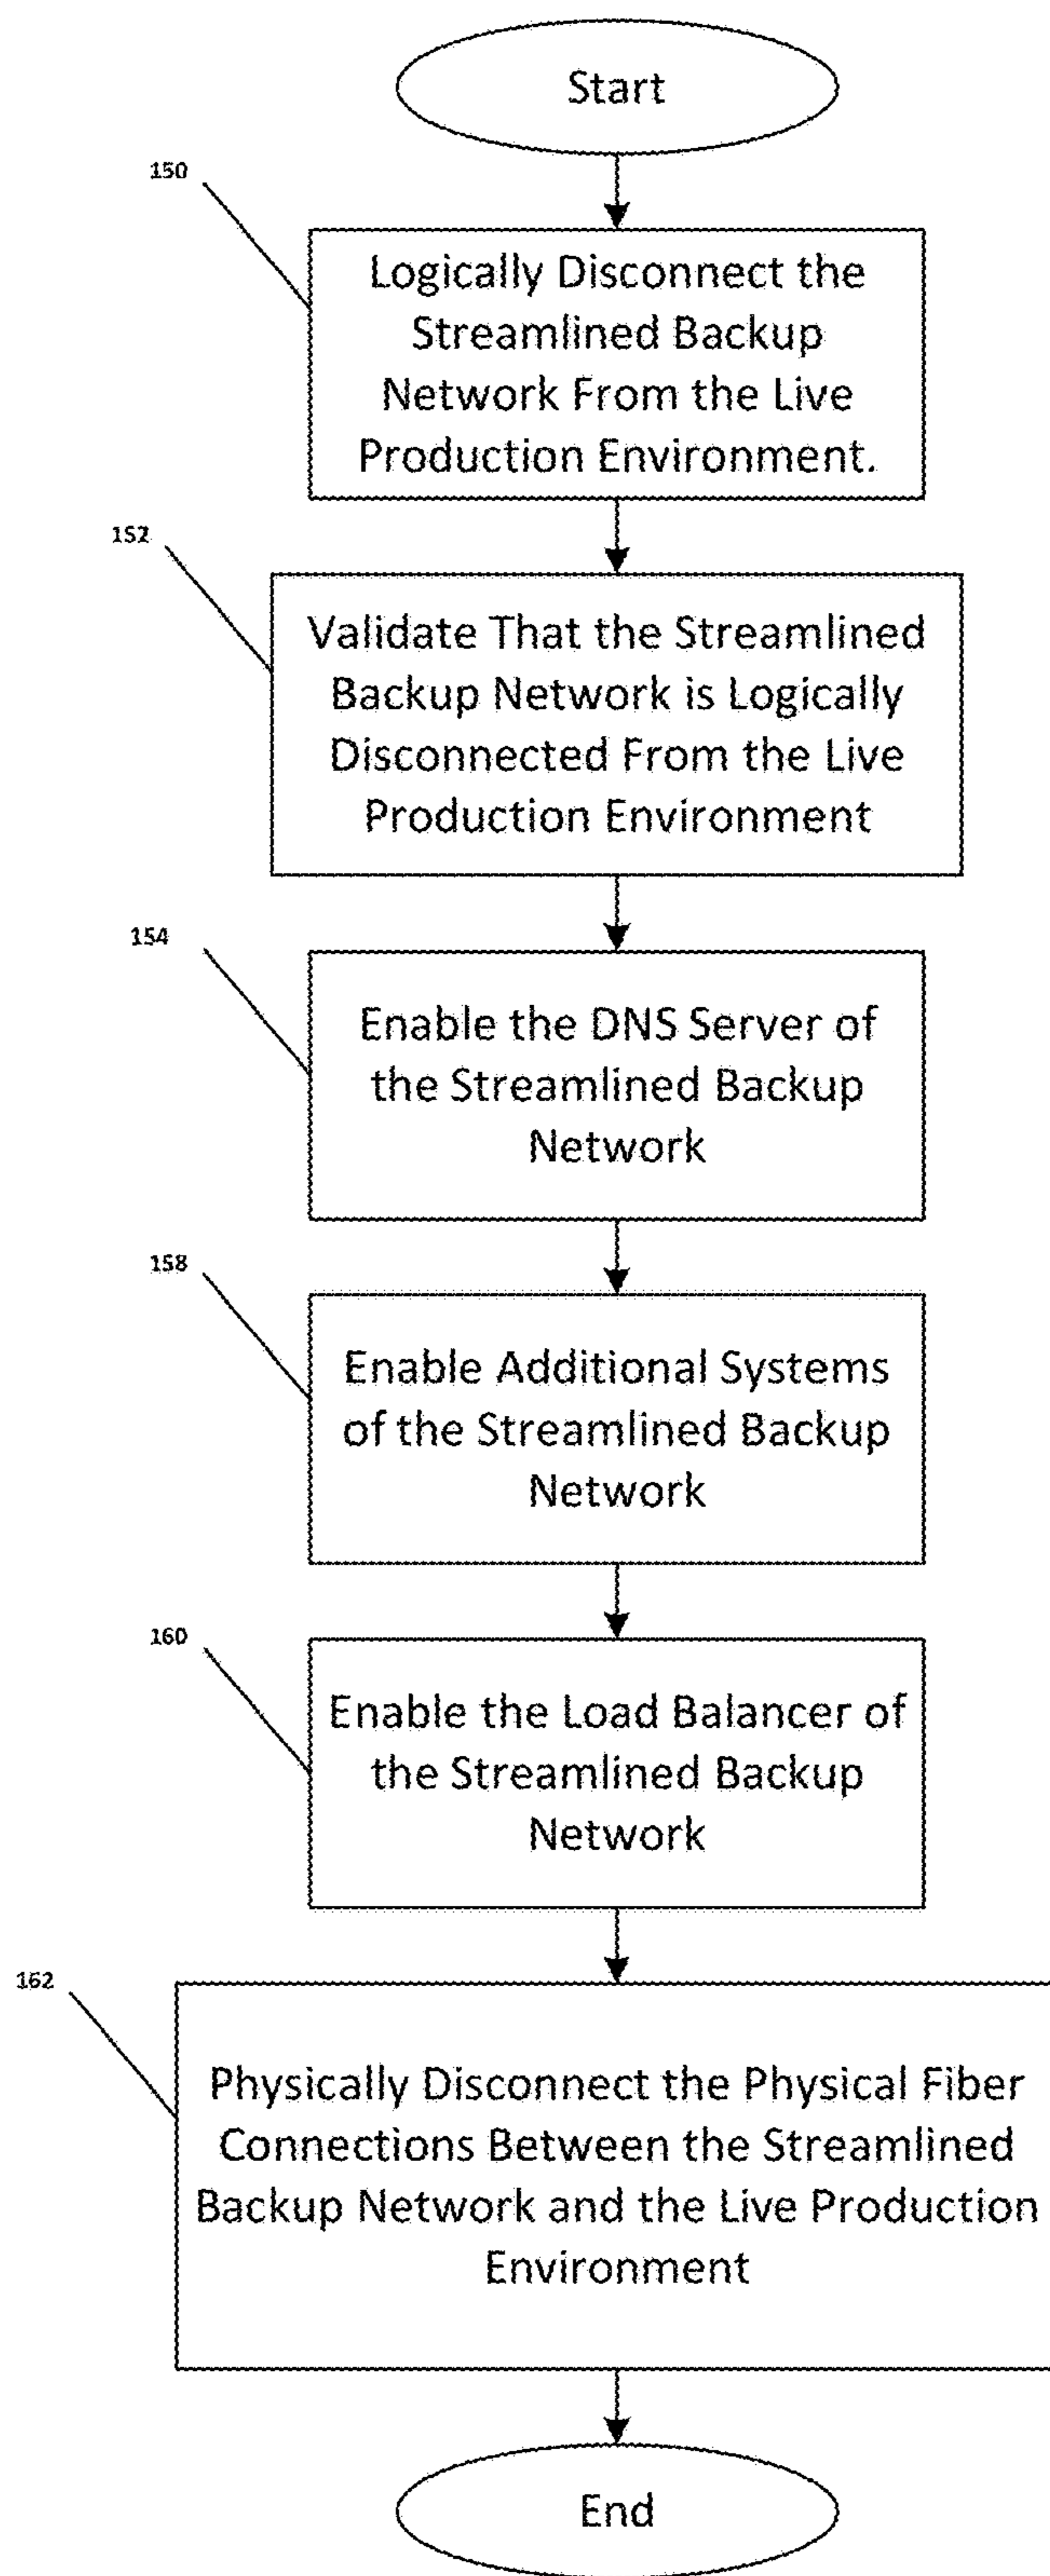 Start
150
Logically Disconnect the
Streamlined Backup
Network From the Live
Production Environment.
152
Validate That the Streamlined
Backup Network is Logically
Disconnected From the Live
Production Environment
154
Enable the DNS Server of
the Streamlined Backup
Network
158
Enable Additional Systems
of the Streamlined Backup
Network
160
Enable the Load Balancer of
the Streamlined Backup
Network
162
Physically Disconnect the Physical Fiber
Connections Between the Streamlined
Backup Network and the Live Production
Environment
End